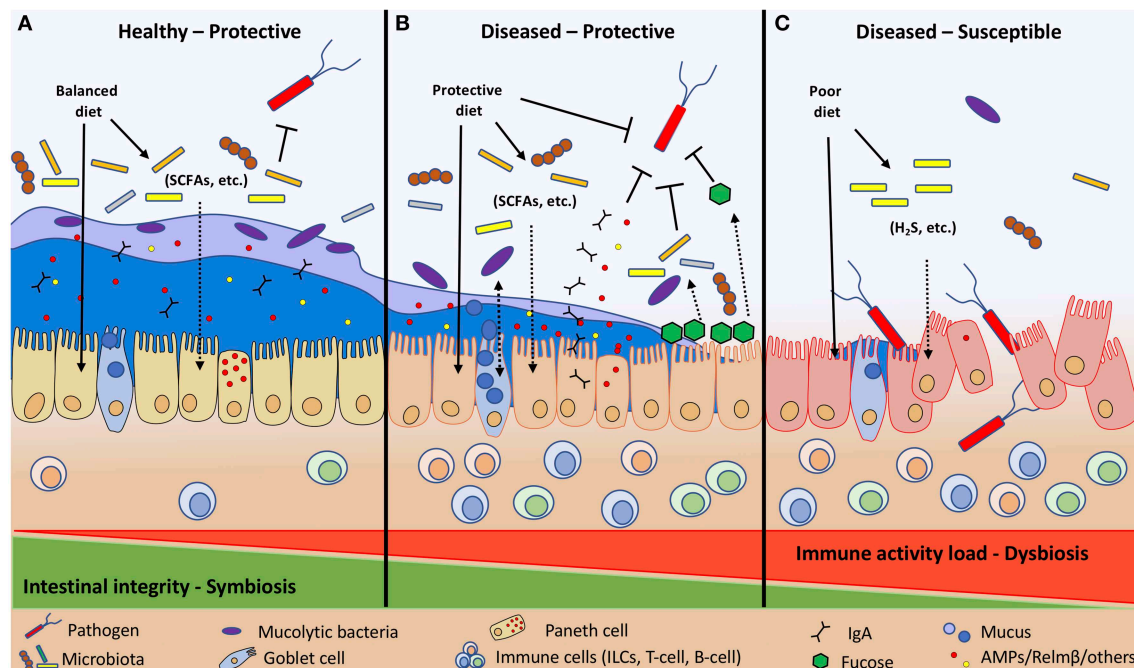 A
Healthy – Protective
Balanced
diet
(SCFAs, etc.)
B
Diseased – Protective
Protective
diet
(SCFAs, etc.)
C
Diseased – Susceptible
Poor
diet
(H₂S, etc.)
Immune activity load - Dysbiosis
Intestinal integrity - Symbiosis
Pathogen
Mucolytic bacteria
Paneth cell
IgA
Mucus
Microbiota
Goblet cell
Immune cells (ILCs, T-cell, B-cell)
Fucose
AMPs/Relmβ/others